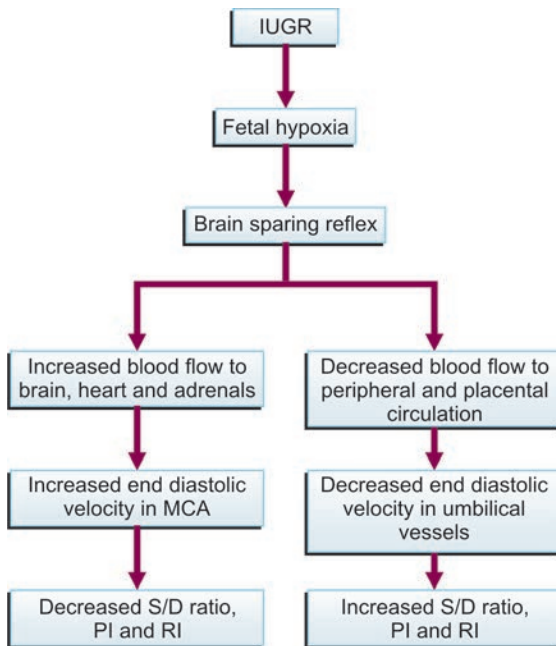 IUGR
Fetal hypoxia
Brain sparing reflex
Increased blood flow to
brain, heart and adrenals
Increased end diastolic
velocity in MCA
Decreased S/D ratio,
PI and RI
Decreased blood flow to
peripheral and placental
circulation
Decreased end diastolic
velocity in umbilical
vessels
Increased S/D ratio,
PI and RI